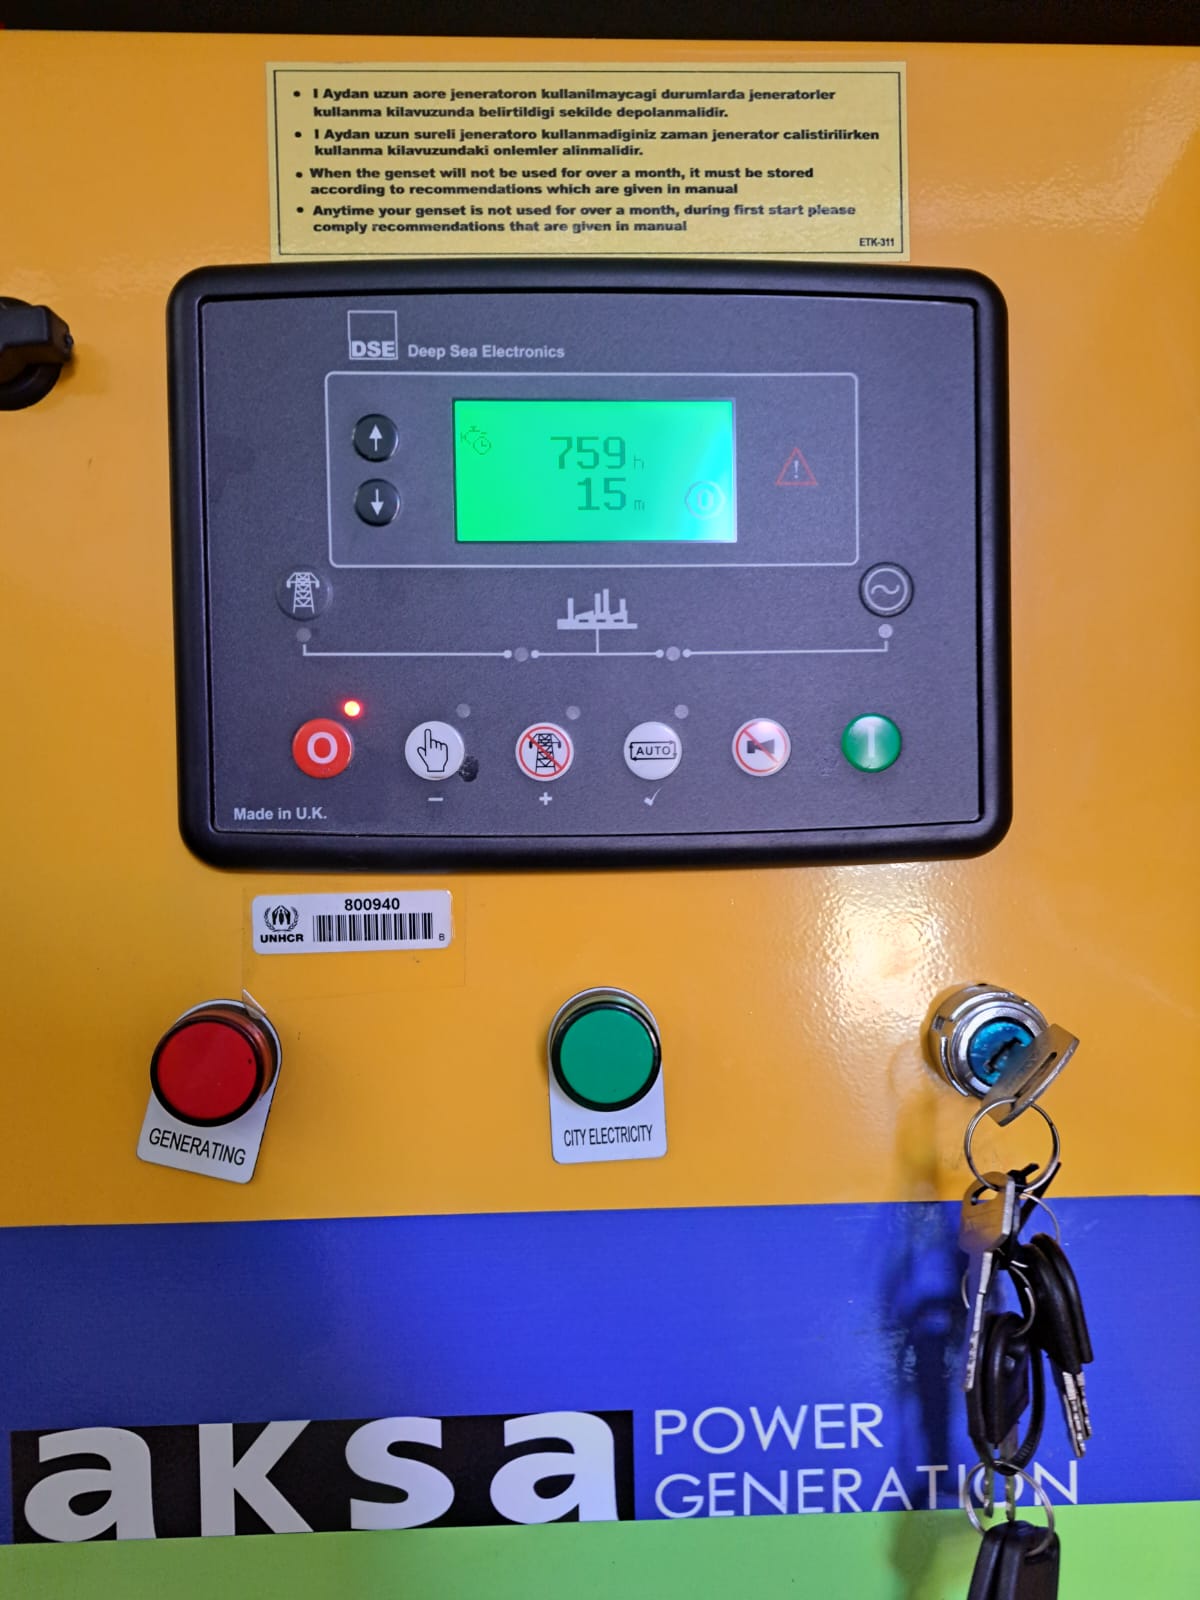 • I Aydan uzun aore jeneratoron kullanilmaycagi durumlarda jeneratorler
kullanma kilavuzunda belirtildigi sekilde depolanmalidir.
• I Aydan uzun sureli jeneratoro kullanmadiginiz zaman jenerator calistirilirken
kullanma kilavuzundaki onlemler alinmalidir.
• When the genset will not be used for over a month, it must be stored
according to recommendations which are given in manual
• Anytime your genset is not used for over a month, during first start please
comply recommendations that are given in manual
ETK-311
DSE Deep Sea Electronics
759 h
15 m
AUTO
Made in U.K.
800940
UNHCR
B
GENERATING
CITY ELECTRICITY
aksa
POWER
GENERATION